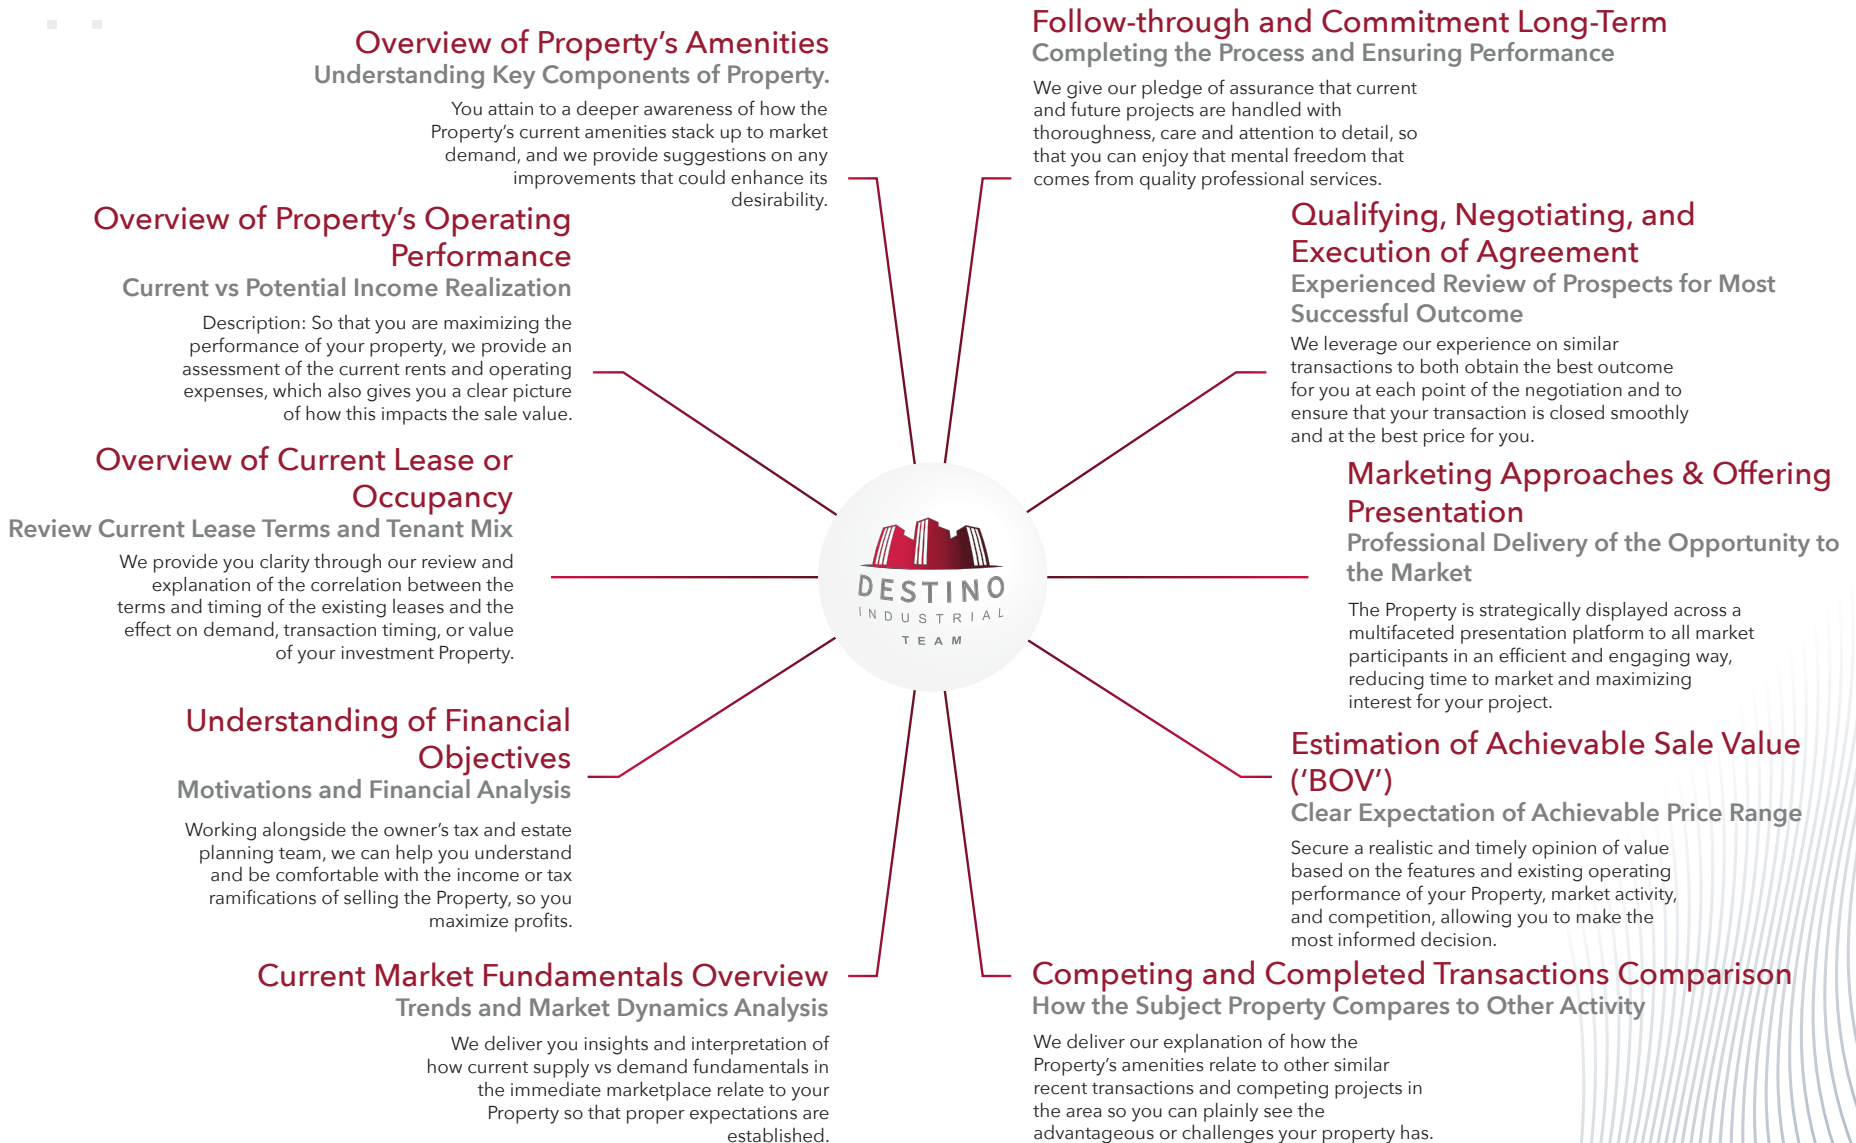 Overview of Property's Amenities
Understanding Key Components of Property.
You attain to a deeper awareness of how the
Property's current amenities stack up to market
demand, and we provide suggestions on any
improvements that could enhance its
desirability.
Overview of Property's Operating
Performance
Current vs Potential Income Realization
Description: So that you are maximizing the
performance of your property, we provide an
assessment of the current rents and operating
expenses, which also gives you a clear picture
of how this impacts the sale value.
Overview of Current Lease or
Occupancy
Review Current Lease Terms and Tenant Mix
We provide you clarity through our review and
explanation of the correlation between the
terms and timing of the existing leases and the
effect on demand, transaction timing, or value
of your investment Property.
Understanding of Financial
Objectives
Motivations and Financial Analysis
Working alongside the owner's tax and estate
planning team, we can help you understand
and be comfortable with the income or tax
ramifications of selling the Property, so you
maximize profits.
Current Market Fundamentals Overview
Trends and Market Dynamics Analysis
We deliver you insights and interpretation of
how current supply vs demand fundamentals in
the immediate marketplace relate to your
Property so that proper expectations are
established.
DESTINO
INDUSTRIAL
TEAM
Follow-through and Commitment Long-Term
Completing the Process and Ensuring Performance
We give our pledge of assurance that current
and future projects are handled with
thoroughness, care and attention to detail, so
that you can enjoy that mental freedom that
comes from quality professional services.
Qualifying, Negotiating, and
Execution of Agreement
Experienced Review of Prospects for Most
Successful Outcome
We leverage our experience on similar
transactions to both obtain the best outcome
for you at each point of the negotiation and to
ensure that your transaction is closed smoothly
and at the best price for you.
Marketing Approaches & Offering
Presentation
Professional Delivery of the Opportunity to
the Market
The Property is strategically displayed across a
multifaceted presentation platform to all market
participants in an efficient and engaging way,
reducing time to market and maximizing
interest for your project.
Estimation of Achievable Sale Value
('BOV')
Clear Expectation of Achievable Price Range
Secure a realistic and timely opinion of value
based on the features and existing operating
performance of your Property, market activity,
and competition, allowing you to make the
most informed decision.
Competing and Completed Transactions Comparison
How the Subject Property Compares to Other Activity
We deliver our explanation of how the
Property's amenities relate to other similar
recent transactions and competing projects in
the area so you can plainly see the
advantageous or challenges your property has.